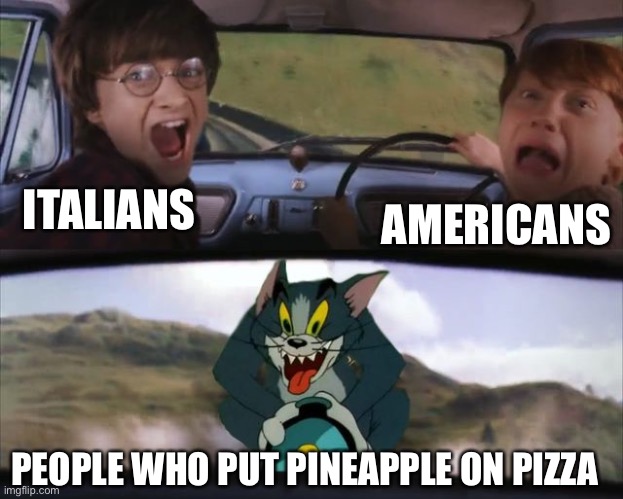 ITALIANS
AMERICANS
PEOPLE WHO PUT PINEAPPLE ON PIZZA
imgflip.com